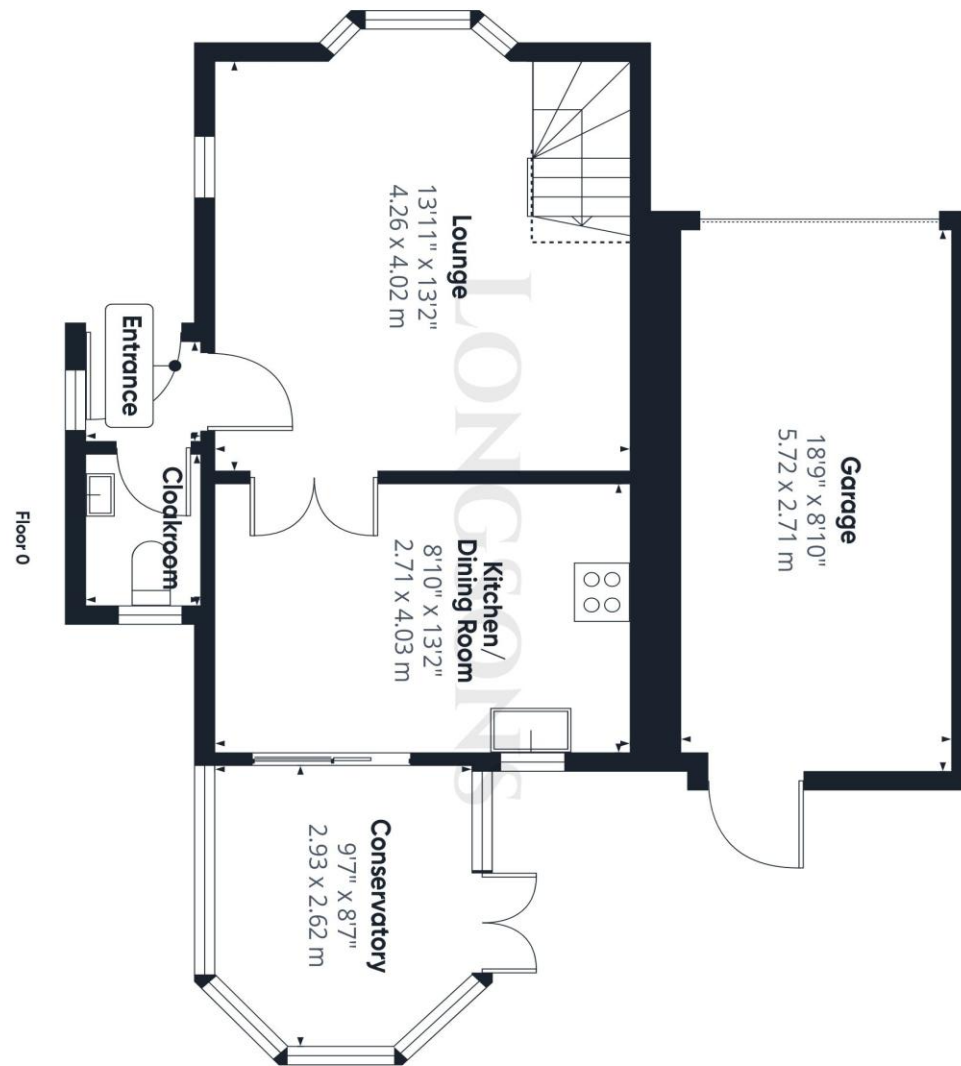 Garage
18'9" x 8'10"
5.72 x 2.71 m
Lounge
13'11" x 13'2"
4.26 x 4.02 m
Kitchen/
Dining Room
8'10" x 13'2"
2.71 x 4.03 m
Conservatory
9'7" x 8'7"
2.93 x 2.62 m
Entrance
Cloakroom
Floor 0
LONGSONS